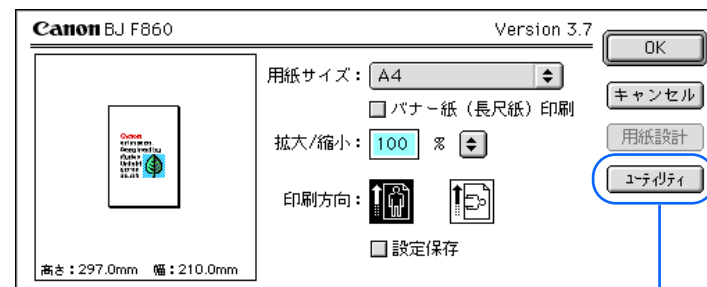 Canon BJ F860
Version 3.7
OK
用紙サイズ： A4
キャンセル
バナー紙（長尺紙）印刷
拡大/縮小： 100 %
用紙設計
ユーティリティ
印刷方向：
設定保存
高さ：297.0mm 幅：210.0mm
Canon